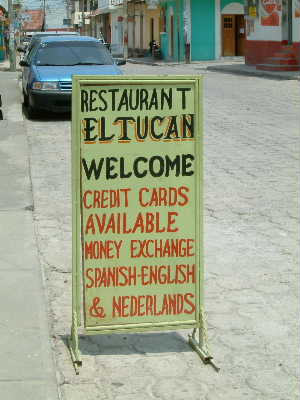 RESTAURANT
EL TUCAN
WELCOME
CREDIT CARDS
AVAILABLE
MONEY EXCHANGE
SPANISH-ENGLISH
& NEDERLANDS